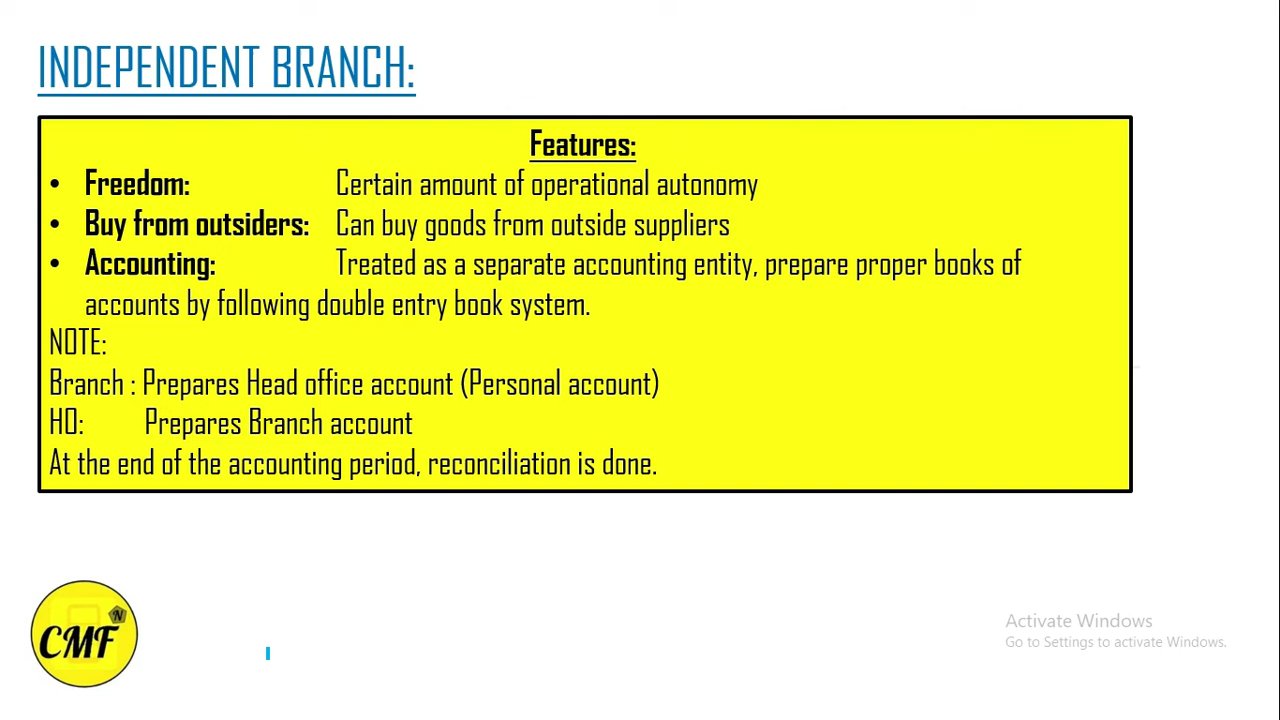 INDEPENDENT BRANCH:
Features:
• Freedom: Certain amount of operational autonomy
• Buy from outsiders: Can buy goods from outside suppliers
• Accounting: Treated as a separate accounting entity, prepare proper books of
accounts by following double entry book system.
NOTE:
Branch : Prepares Head office account (Personal account)
HO: Prepares Branch account
At the end of the accounting period, reconciliation is done.
N
CMF
Activate Windows
Go to Settings to activate Windows.